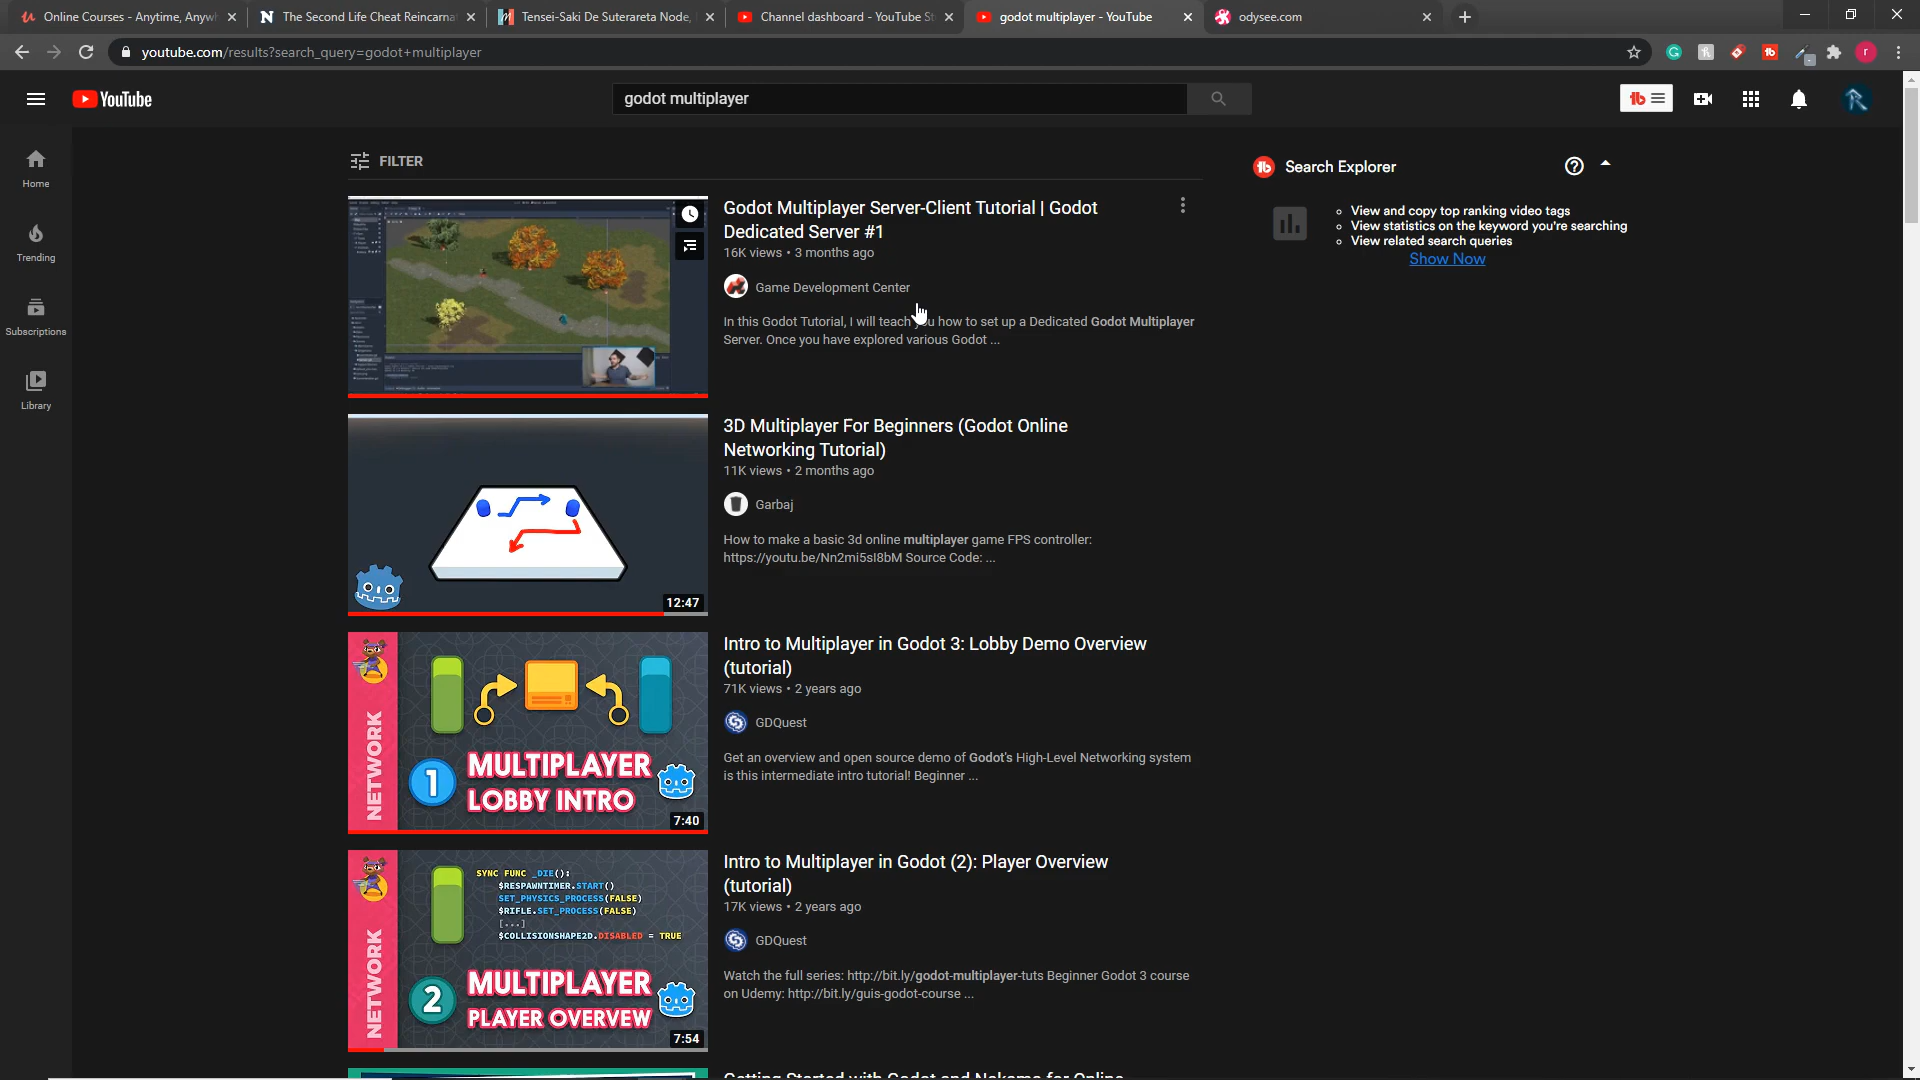 Online Courses - Anytime, Anyw
The Second Life Cheat Reincarna
Tensei-Saki De Suterareta Node,
Channel dashboard - YouTube St
godot multiplayer - YouTube
odysee.com
youtube.com/results?search_query=godot+multiplayer
YouTube
godot multiplayer
Home
Trending
Subscriptions
Library
FILTER
Godot Multiplayer Server-Client Tutorial | Godot
Dedicated Server #1
16K views • 3 months ago
Game Development Center
In this Godot Tutorial, I will teach you how to set up a Dedicated Godot Multiplayer
Server. Once you have explored various Godot ...
Search Explorer
View and copy top ranking video tags
View statistics on the keyword you're searching
View related search queries
Show Now
3D Multiplayer For Beginners (Godot Online
Networking Tutorial)
11K views • 2 months ago
Garbaj
How to make a basic 3d online multiplayer game FPS controller:
https://youtu.be/Nn2mi5sI8bM Source Code: ...
12:47
Intro to Multiplayer in Godot 3: Lobby Demo Overview
(tutorial)
71K views • 2 years ago
GDQuest
Get an overview and open source demo of Godot's High-Level Networking system
is this intermediate intro tutorial! Beginner ...
NETWORK
1
MULTIPLAYER
LOBBY INTRO
7:40
Intro to Multiplayer in Godot (2): Player Overview
(tutorial)
17K views • 2 years ago
GDQuest
Watch the full series: http://bit.ly/godot-multiplayer-tuts Beginner Godot 3 course
on Udemy: http://bit.ly/guis-godot-course ...
NETWORK
SYNC FUNC _DIE():
$RESPAWNTIMER.START()
SET_PHYSICS_PROCESS(FALSE)
$RIFLE.SET_PROCESS(FALSE)
[...]
$COLLISIONSHAPE2D.DISABLED = TRUE
2
MULTIPLAYER
PLAYER OVERVEW
7:54
Getting Started with Godot and Nakama for Online